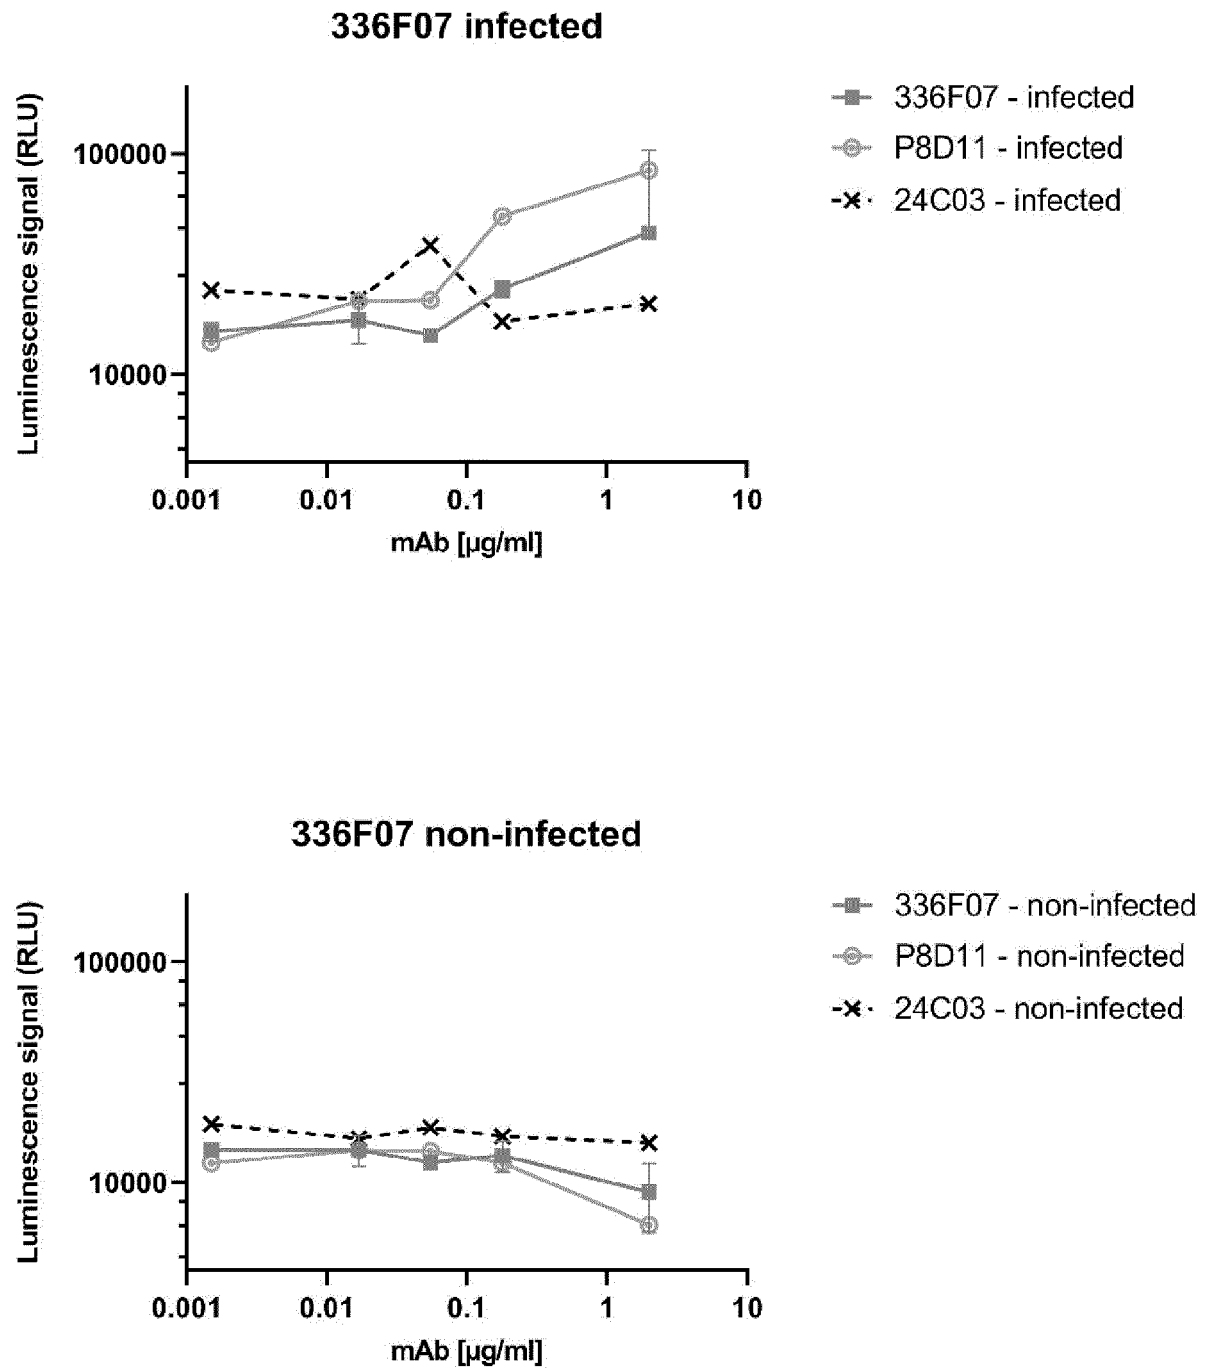 336F07 infected
Luminescence signal (RLU)
100000
10000
0.001 0.01 0.1 1 10
mAb [µg/ml]
336F07 - infected
P8D11 - infected
24C03 - infected
336F07 non-infected
Luminescence signal (RLU)
100000
10000
0.001 0.01 0.1 1 10
mAb [µg/ml]
336F07 - non-infected
P8D11 - non-infected
24C03 - non-infected